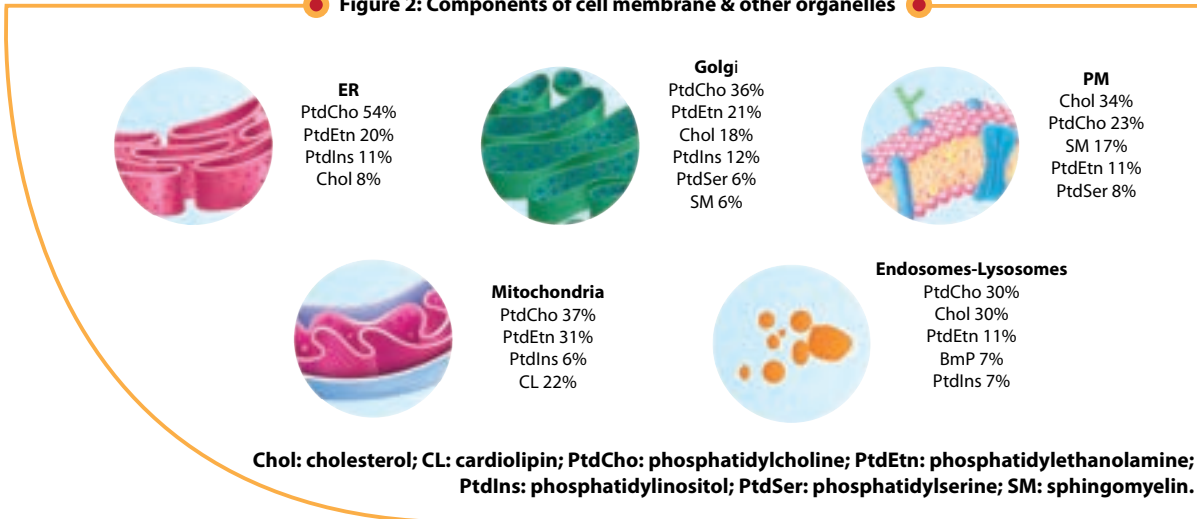 Figure 2: Components of cell membrane & other organelles
ER
PtdCho 54%
PtdEtn 20%
PtdIns 11%
Chol 8%
Golgi
PtdCho 36%
PtdEtn 21%
Chol 18%
PtdIns 12%
PtdSer 6%
SM 6%
PM
Chol 34%
PtdCho 23%
SM 17%
PtdEtn 11%
PtdSer 8%
Mitochondria
PtdCho 37%
PtdEtn 31%
PtdIns 6%
CL 22%
Endosomes-Lysosomes
PtdCho 30%
Chol 30%
PtdEtn 11%
BmP 7%
PtdIns 7%
Chol: cholesterol; CL: cardiolipin; PtdCho: phosphatidylcholine; PtdEtn: phosphatidylethanolamine;
PtdIns: phosphatidylinositol; PtdSer: phosphatidylserine; SM: sphingomyelin.